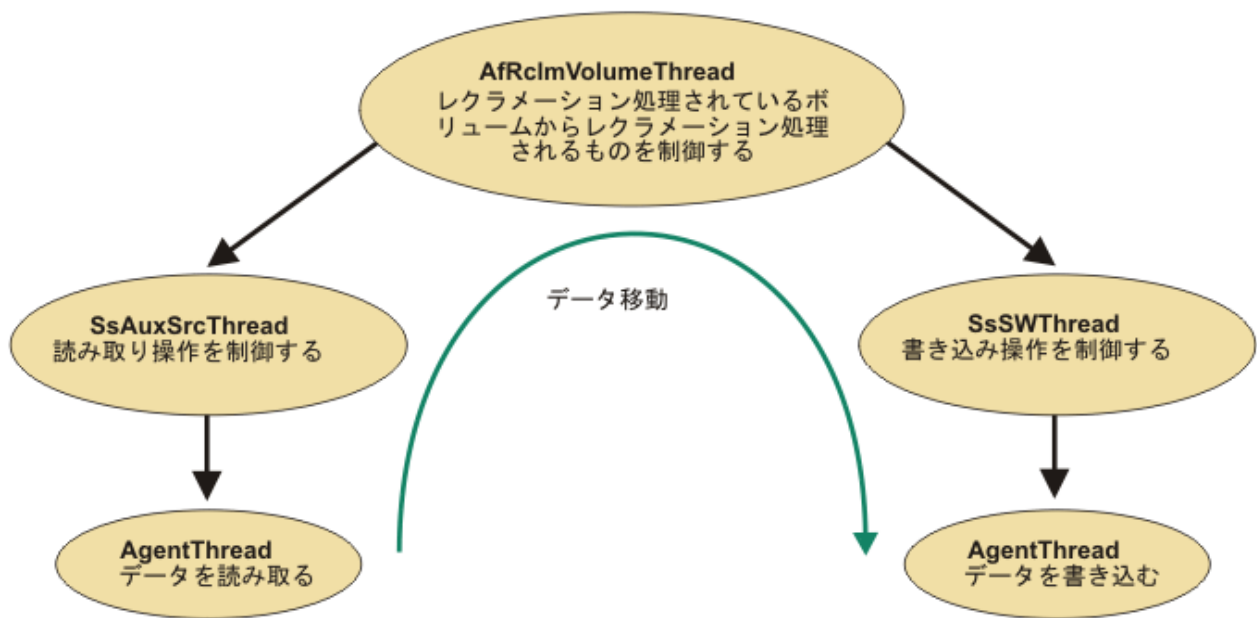 AfRclmVolumeThread
レクラメーション処理されているボ
リュームからレクラメーション処理
されるものを制御する
データ移動
SsAuxSrcThread
読み取り操作を制御する
SsSWThread
書き込み操作を制御する
AgentThread
データを読み取る
AgentThread
データを書き込む